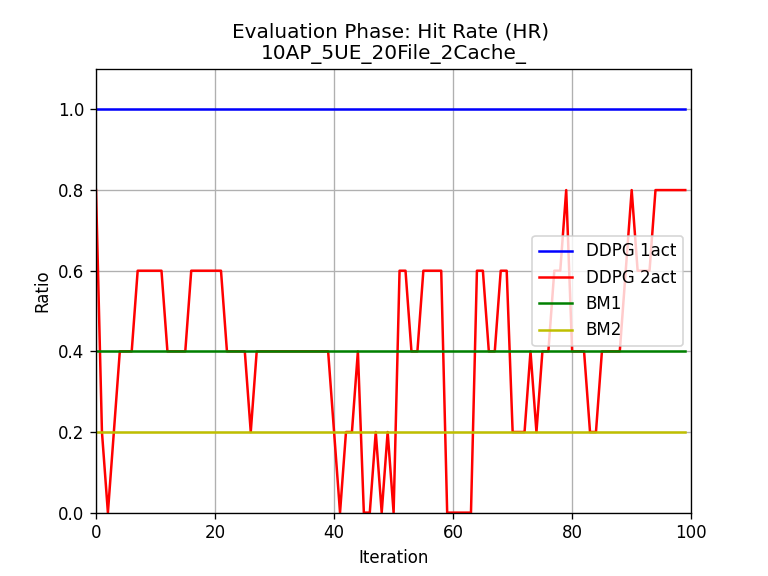 Evaluation Phase: Hit Rate (HR)
10AP_5UE_20File_2Cache_
Ratio
1.0
0.8
0.6
0.4
0.2
0.0
DDPG 1act
DDPG 2act
BM1
BM2
0
20
40
60
80
100
Iteration